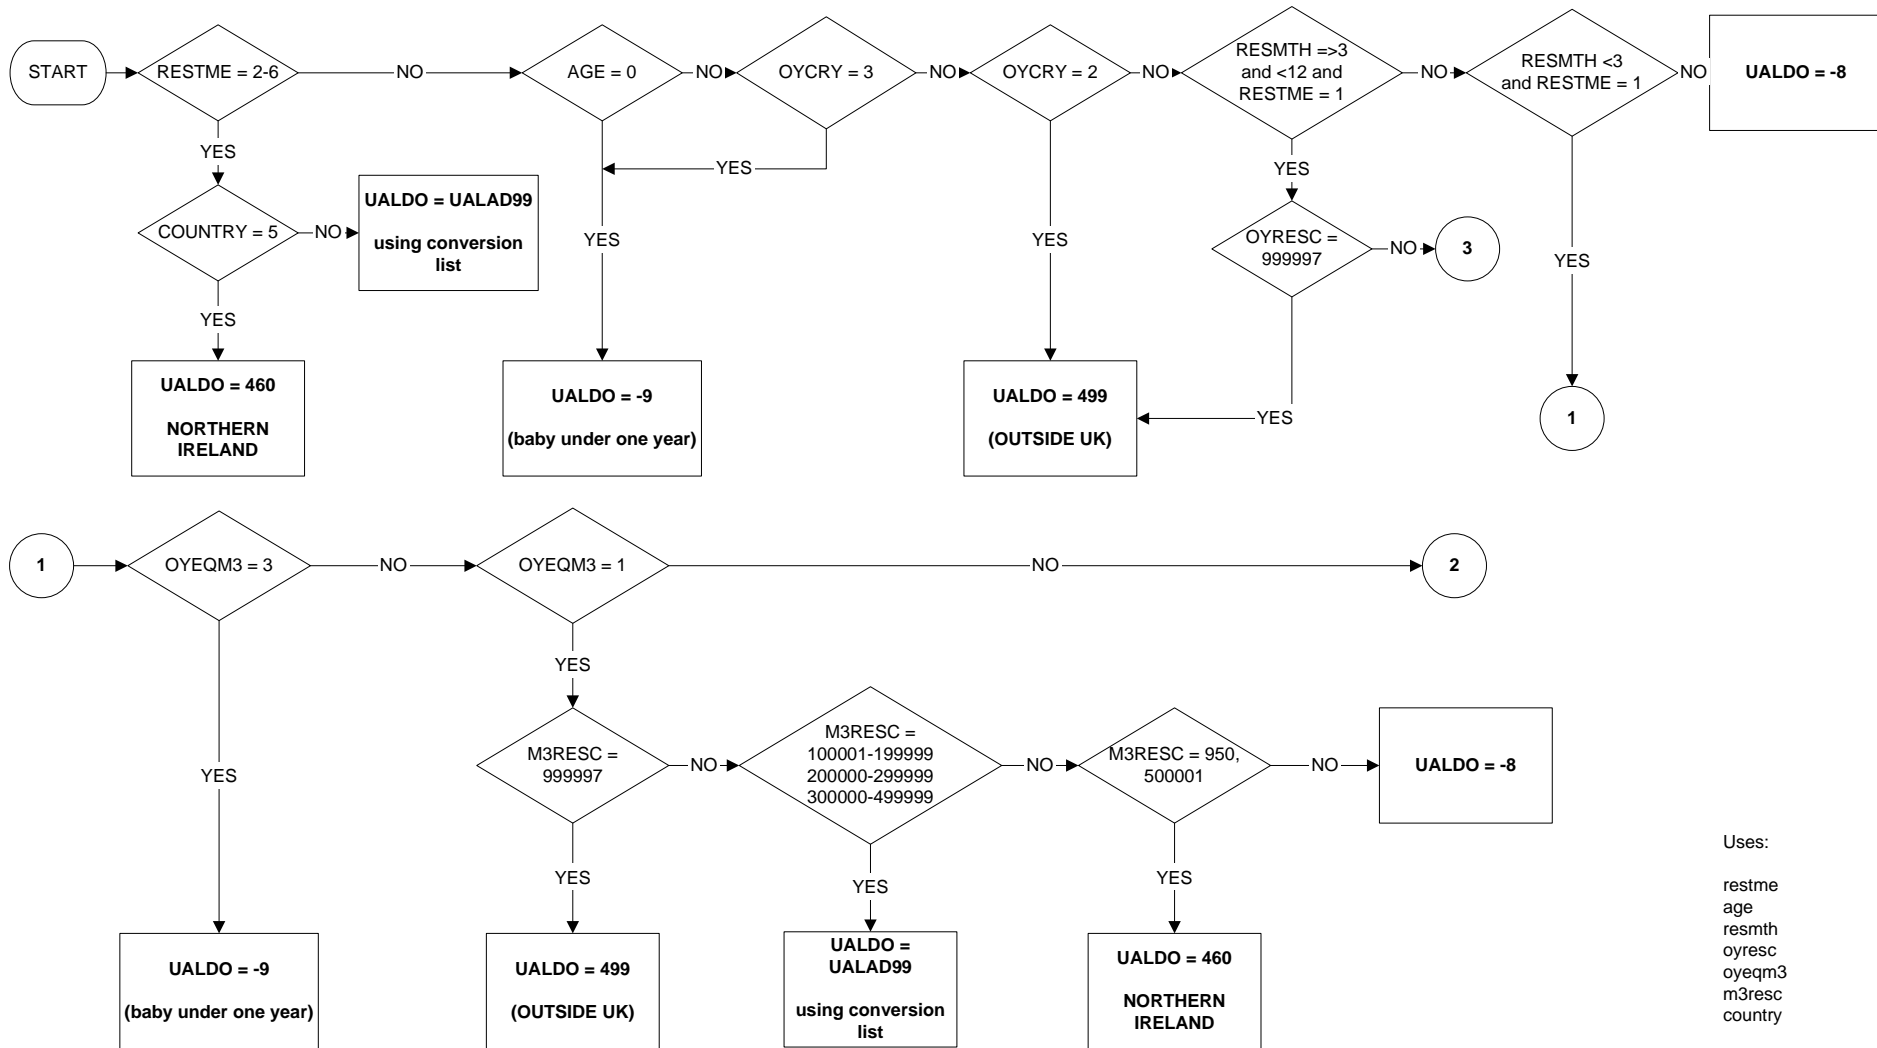 START
RESTME = 2-6
NO
AGE = 0
NO
OYCRY = 3
NO
OYCRY = 2
NO
RESMTH =>3
and <12 and
RESTME = 1
NO
RESMTH <3
and RESTME = 1
NO
UALDO = -8
YES
YES
YES
COUNTRY = 5
NO
UALDO = UALAD99
using conversion
list
YES
YES
OYRESC =
999997
NO
3
YES
YES
UALDO = 460
NORTHERN
IRELAND
UALDO = -9
(baby under one year)
UALDO = 499
(OUTSIDE UK)
YES
1
1
OYEQM3 = 3
NO
OYEQM3 = 1
NO
2
YES
YES
M3RESC =
999997
NO
M3RESC =
100001-199999
200000-299999
300000-499999
NO
M3RESC = 950,
500001
NO
UALDO = -8
YES
YES
YES
UALDO = -9
(baby under one year)
UALDO = 499
(OUTSIDE UK)
UALDO =
UALAD99
using conversion
list
UALDO = 460
NORTHERN
IRELAND
Uses:
restme
age
resmth
oyresc
oyeqm3
m3resc
country